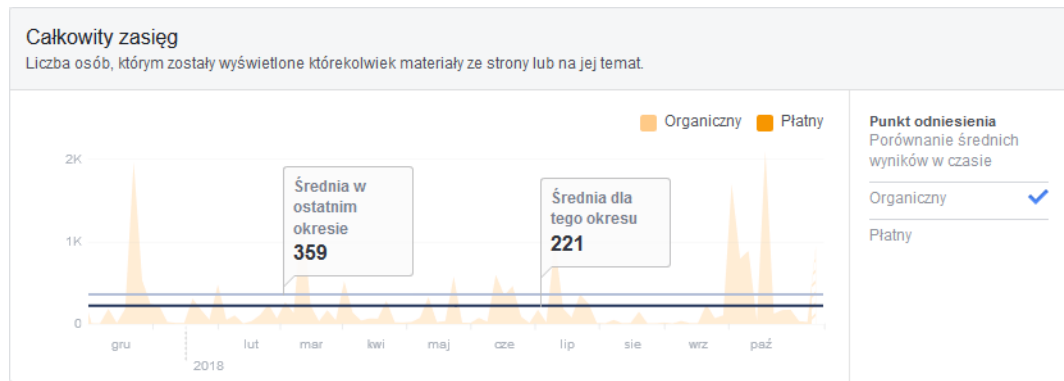 Całkowity zasięg
Liczba osób, którym zostały wyświetlone którekolwiek materiały ze strony lub na jej temat.
Organiczny
Płatny
2K
1K
0
Średnia w
ostatnim
okresie
359
Średnia dla
tego okresu
221
gru
lut
mar
kwi
maj
cze
lip
sie
wrz
paź
2018
Punkt odniesienia
Porównanie średnich
wyników w czasie
Organiczny
Płatny